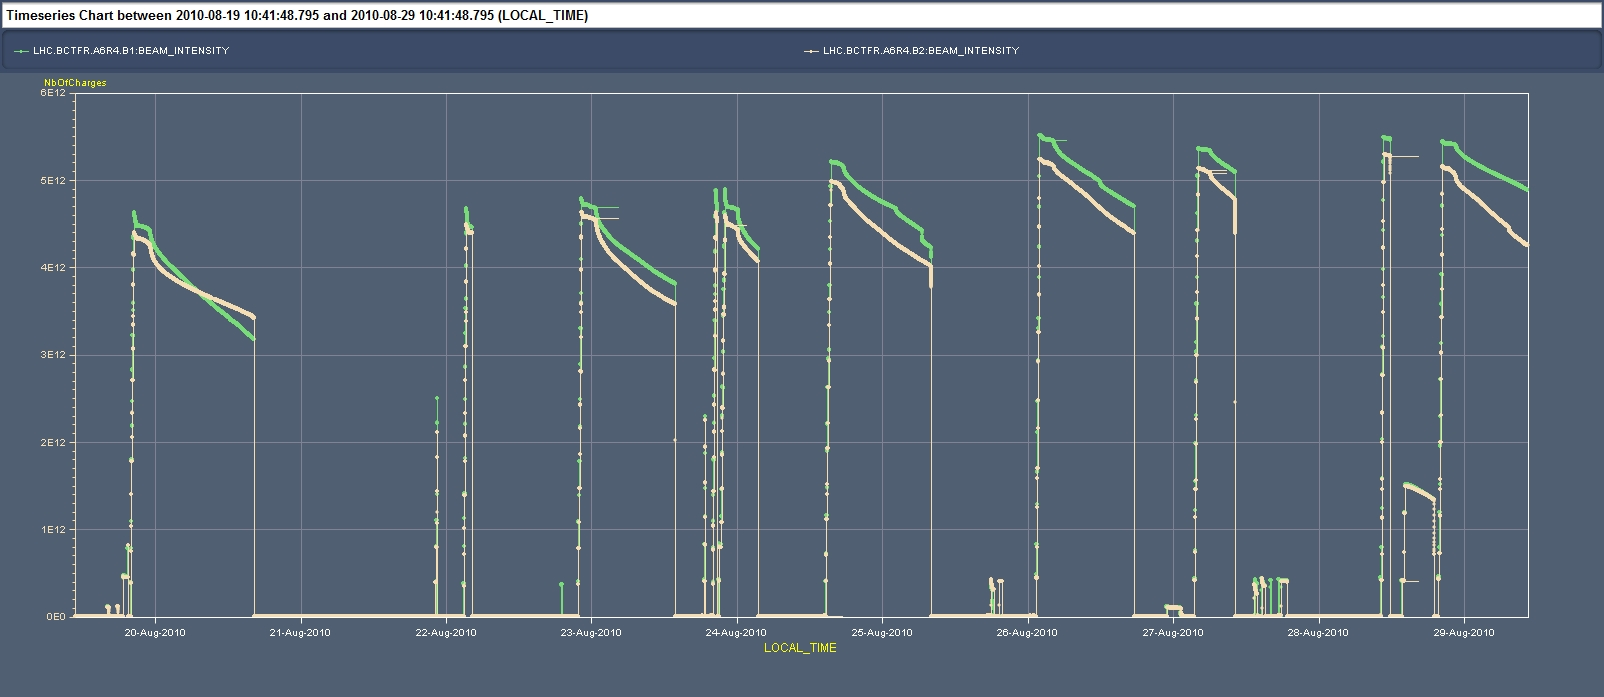 Timeseries Chart between 2010-08-19 10:41:48.795 and 2010-08-29 10:41:48.795 (LOCAL_TIME)
LHC.BCTFR.A6R4.B1:BEAM_INTENSITY LHC.BCTFR.A6R4.B2:BEAM_INTENSITY
NbOfCharges
6E12
5E12
4E12
3E12
2E12
1E12
0E0
20-Aug-2010 21-Aug-2010 22-Aug-2010 23-Aug-2010 24-Aug-2010 25-Aug-2010 26-Aug-2010 27-Aug-2010 28-Aug-2010 29-Aug-2010
LOCAL_TIME